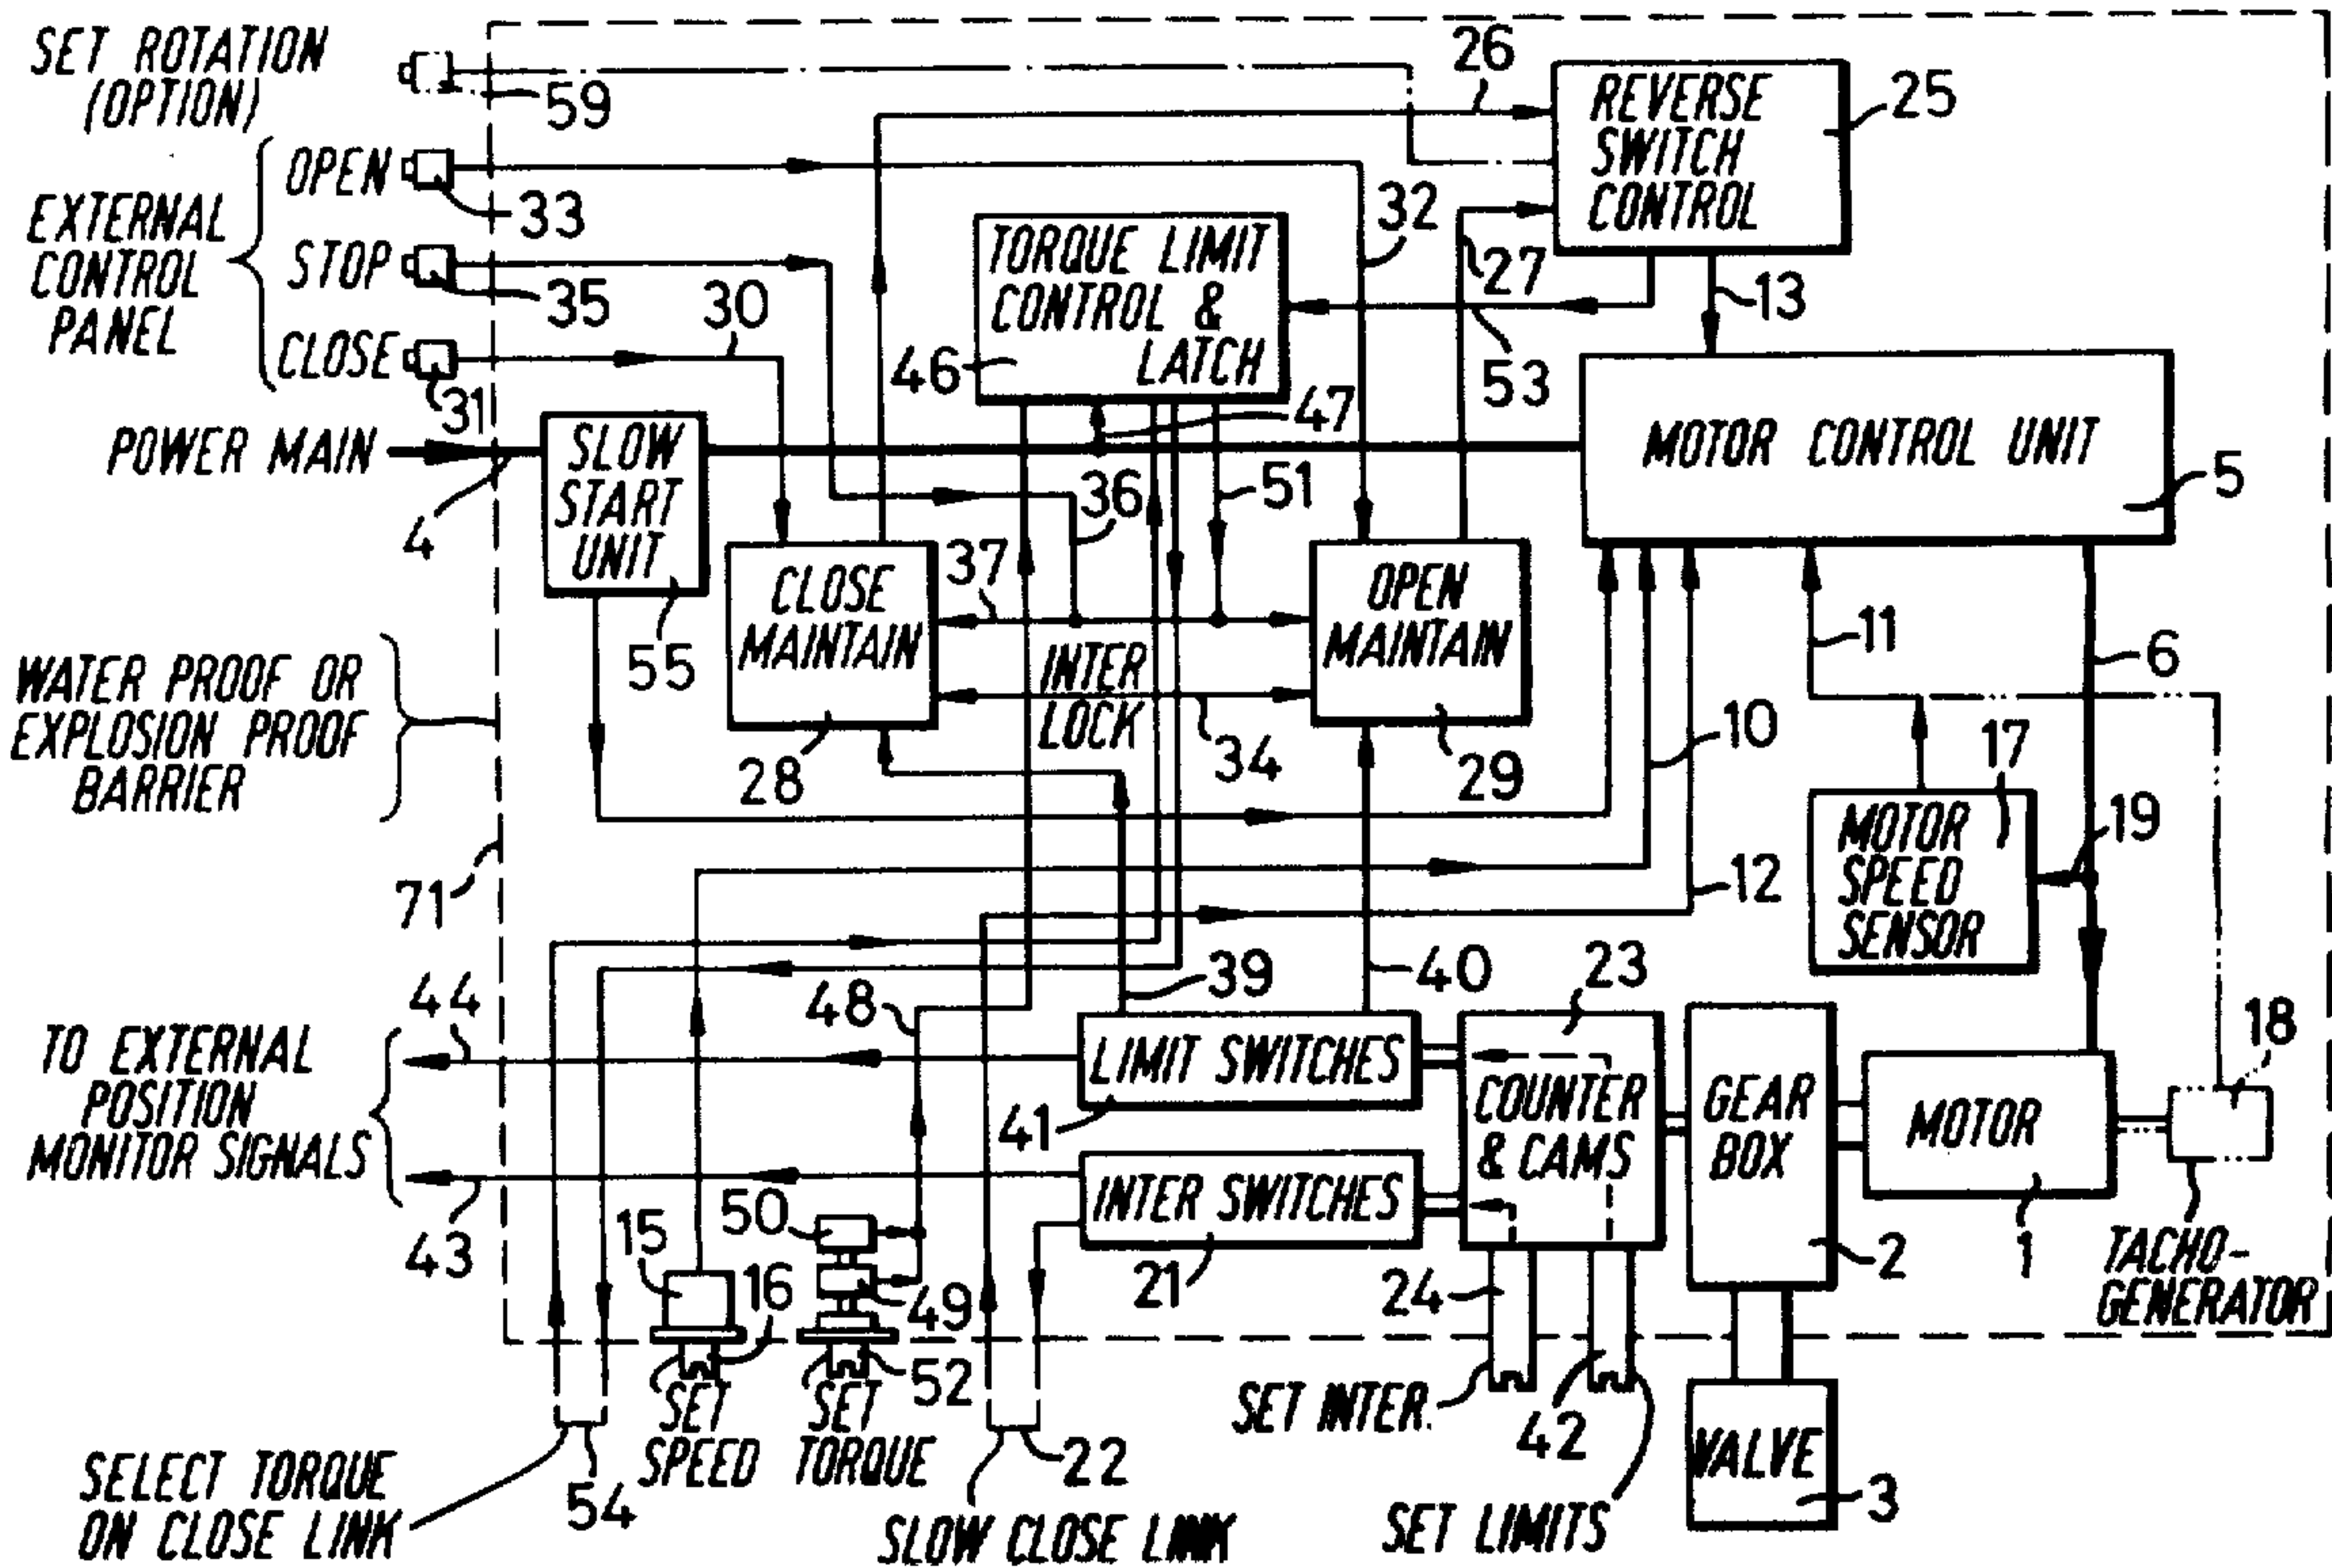 SET ROTATION
(OPTION)
59
26
REVERSE
SWITCH
CONTROL
25
EXTERNAL
CONTROL
PANEL
OPEN
33
STOP
35
CLOSE
31
30
TORQUE LIMIT
CONTROL &
LATCH
46
32
27
13
53
47
POWER MAIN
4
SLOW
START
UNIT
55
36
51
MOTOR CONTROL UNIT
5
37
CLOSE
MAINTAIN
28
INTER
LOCK
34
OPEN
MAINTAIN
29
11
6
10
17
WATER PROOF OR
EXPLOSION PROOF
BARRIER
71
MOTOR
SPEED
SENSOR
19
12
44
48
39
40
23
18
TO EXTERNAL
POSITION
MONITOR SIGNALS
43
LIMIT SWITCHES
41
INTER SWITCHES
21
COUNTER
& CAMS
GEAR
BOX
2
MOTOR
1
TACHO-
GENERATOR
15
16
50
49
24
SET
SPEED
SET
TORQUE
52
22
SET INTER.
42
VALVE
3
SELECT TORQUE
ON CLOSE LINK
54
SLOW CLOSE LINK
SET LIMITS